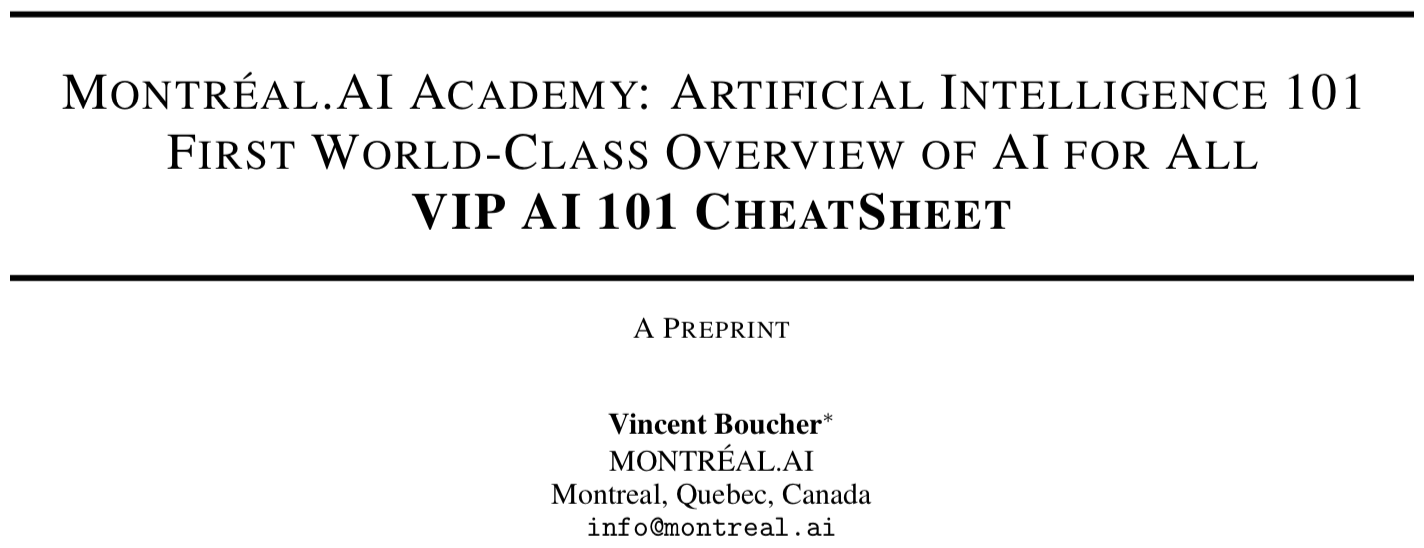 MONTRÉAL.AI ACADEMY: ARTIFICIAL INTELLIGENCE 101
FIRST WORLD-CLASS OVERVIEW OF AI FOR ALL
VIP AI 101 CHEATSHEET
A PREPRINT
Vincent Boucher*
MONTRÉAL.AI
Montreal, Quebec, Canada
info@montreal.ai